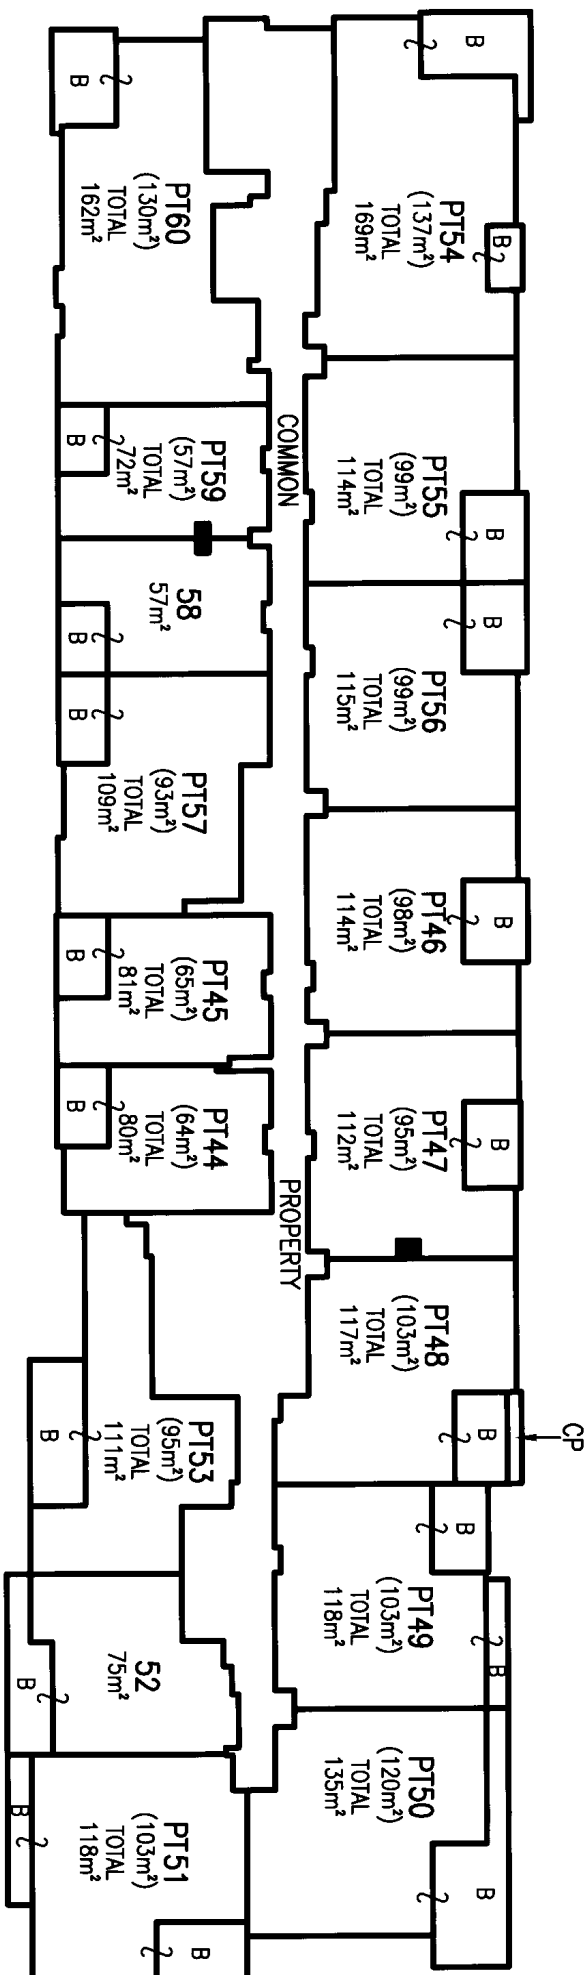 B
B
PT54
(137m²)
TOTAL
169m²
B
PT55
(99m²)
TOTAL
114m²
B
PT56
(99m²)
TOTAL
115m²
B
PT46
(98m²)
TOTAL
114m²
B
PT47
(95m²)
TOTAL
112m²
PT48
(103m²)
TOTAL
117m²
B
CP
B
PT49
(103m²)
TOTAL
118m²
B
PT50
(120m²)
TOTAL
135m²
B
COMMON
PROPERTY
B
PT60
(130m²)
TOTAL
162m²
PT59
(57m²)
TOTAL
72m²
B
58
57m²
B
PT57
(93m²)
TOTAL
109m²
B
PT45
(65m²)
TOTAL
81m²
B
PT44
(64m²)
TOTAL
80m²
B
PT53
(95m²)
TOTAL
111m²
B
52
75m²
B
PT51
(103m²)
TOTAL
118m²
B
B